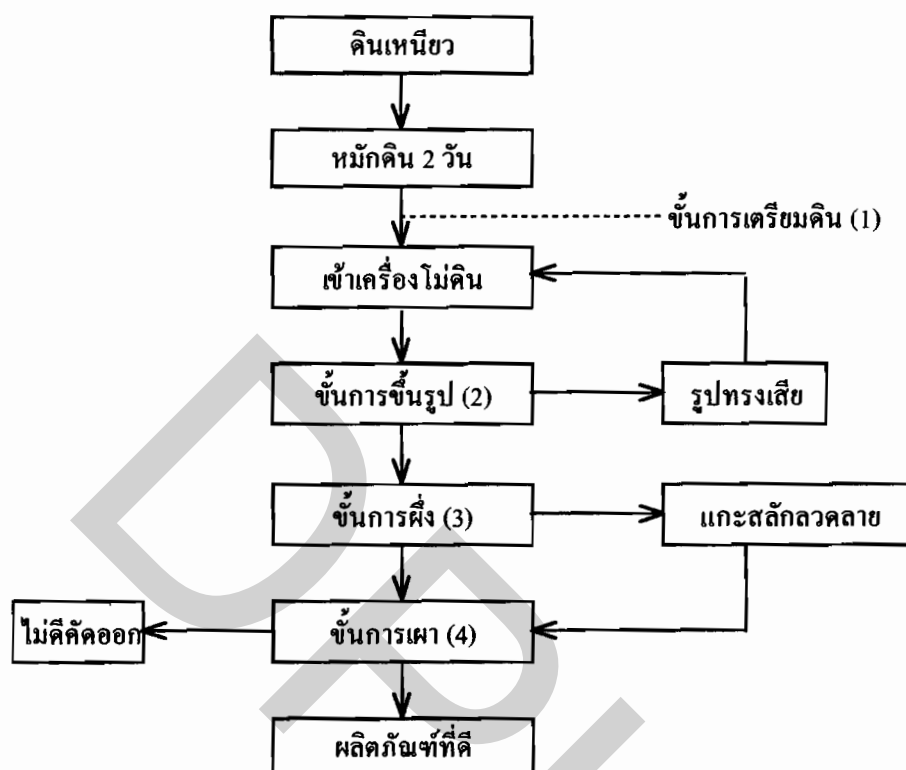 ดินเหนียว
หมักดิน 2 วัน
ขั้นการเตรียมดิน (1)
เข้าเครื่องโม่ดิน
ขั้นการขึ้นรูป (2)
รูปทรงเสีย
ขั้นการผึ่ง (3)
แกะสลักลวดลาย
ไม่ดีคัดออก
ขั้นการเผา (4)
ผลิตภัณฑ์ที่ดี